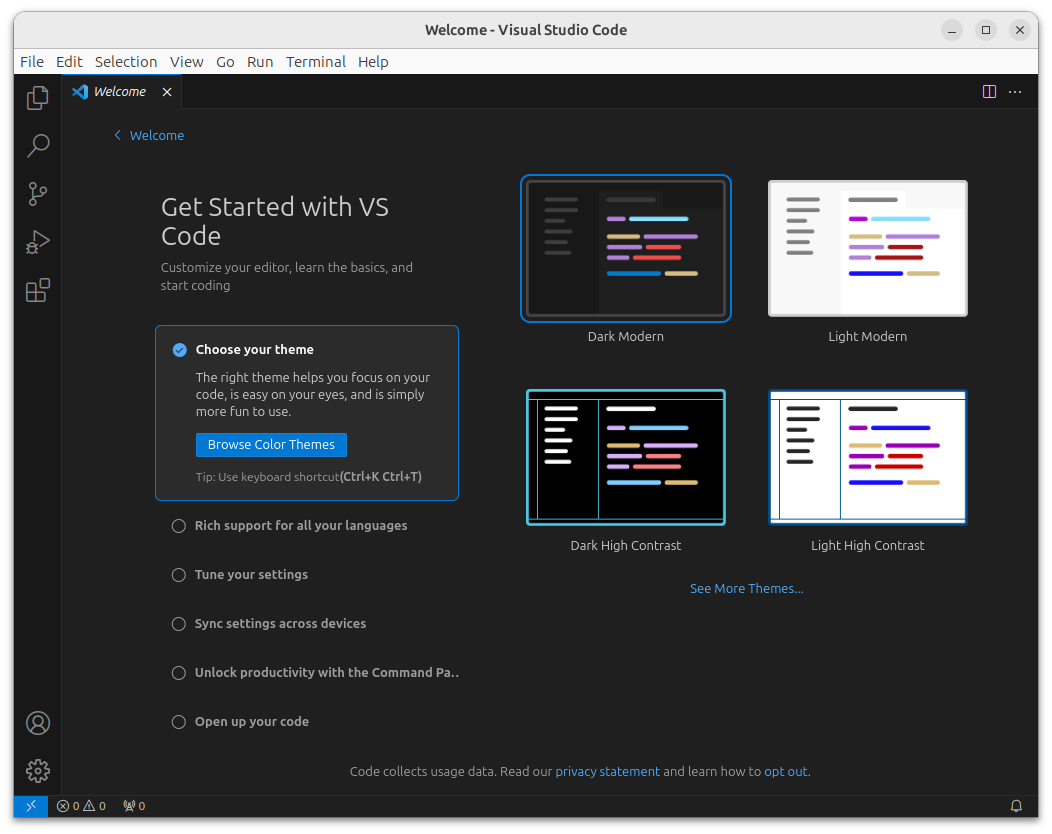 Welcome - Visual Studio Code
File Edit Selection View Go Run Terminal Help
Welcome
Welcome
Get Started with VS
Code
Customize your editor, learn the basics, and
start coding
Choose your theme
The right theme helps you focus on your
code, is easy on your eyes, and is simply
more fun to use.
Browse Color Themes
Tip: Use keyboard shortcut(Ctrl+K Ctrl+T)
Rich support for all your languages
Tune your settings
Sync settings across devices
Unlock productivity with the Command Pa..
Open up your code
Dark Modern
Light Modern
Dark High Contrast
Light High Contrast
See More Themes...
Code collects usage data. Read our privacy statement and learn how to opt out.
0 0 0